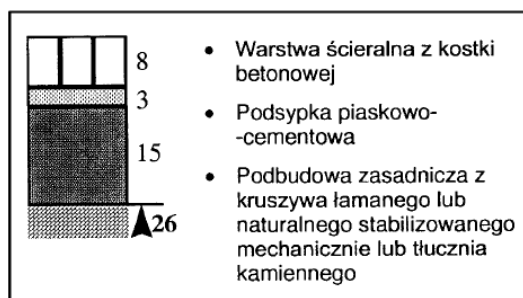 8
3
15
26
• Warstwa ścieralna z kostki
betonowej
• Podsypka piaskowo-
-cementowa
• Podbudowa zasadnicza z
kruszywa łamanego lub
naturalnego stabilizowanego
mechanicznie lub tłucznia
kamiennego